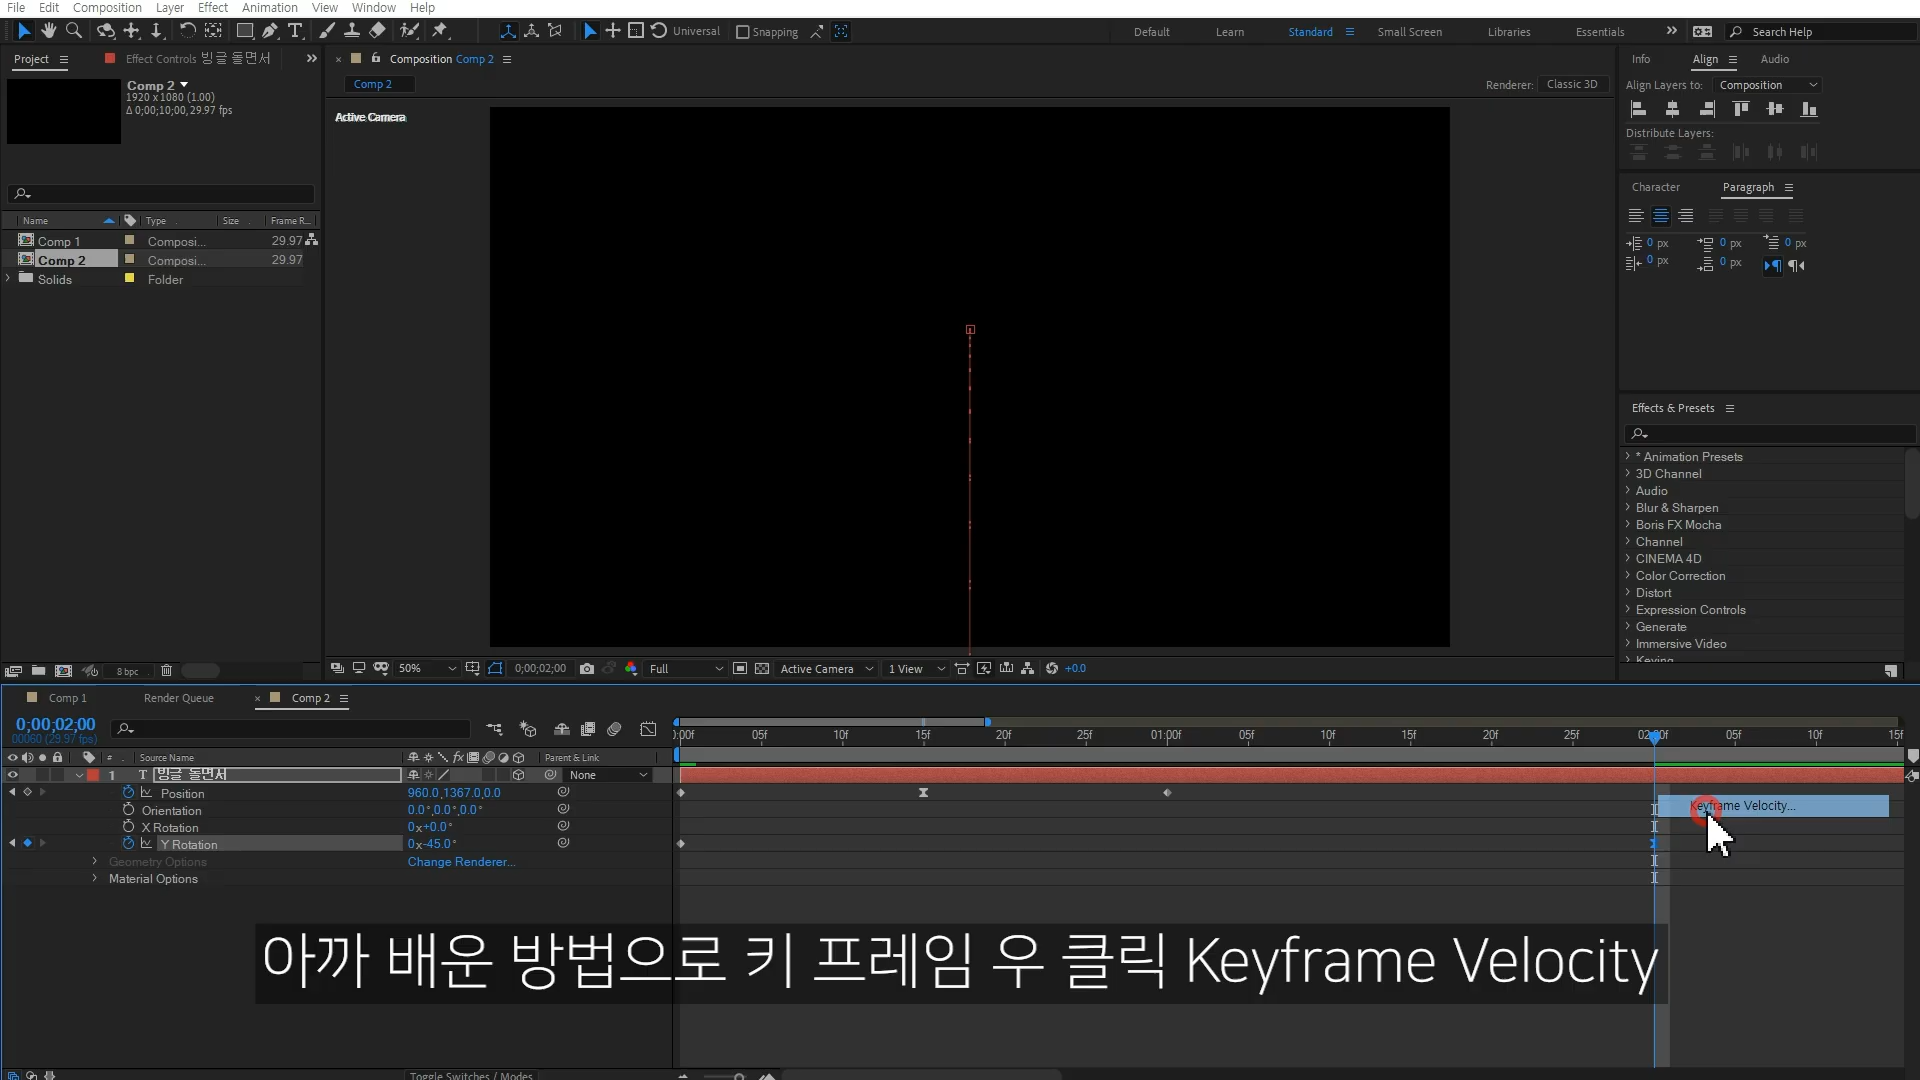 File Edit Composition Layer Effect Animation View Window Help
Universal Snapping Default Learn Standard Small Screen Libraries Essentials Search Help
Project Effect Controls 빙글 돌면서 Composition Comp 2 Info Align Audio
Comp 2
1920 x 1080 (1.00)
Δ 0;00;10;00, 29.97 fps
Comp 2 Renderer: Classic 3D
Active Camera
Align Layers to: Composition
Distribute Layers:
Character Paragraph
0 px 0 px 0 px
0 px 0 px
Name Type Size Frame R...
Comp 1 Composi... 29.97
Comp 2 Composi... 29.97
Solids Folder
Effects & Presets
* Animation Presets
3D Channel
Audio
Blur & Sharpen
Boris FX Mocha
Channel
CINEMA 4D
Color Correction
Distort
Expression Controls
Generate
Immersive Video
Keying
8 bpc 50% 0;00;02;00 Full Active Camera 1 View +0.0
Comp 1 Render Queue Comp 2
0;00;02;00
00060 (29.97 fps)
0:00f 05f 10f 15f 20f 25f 01:00f 05f 10f 15f 20f 25f 02:00f 05f 10f 15f
# Source Name Parent & Link
1 T 빙글 돌면서 None
Position 960.0,1367.0,0.0
Orientation 0.0°,0.0°,0.0°
X Rotation 0x+0.0°
Y Rotation 0x-45.0°
Geometry Options Change Renderer...
Material Options
Keyframe Velocity...
아까 배운 방법으로 키 프레임 우 클릭 Keyframe Velocity
Toggle Switches / Modes